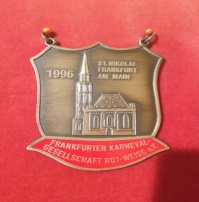 1996
ST. NIKOLAI
FRANKFURT
AM MAIN
FRANKFURTER KARNEVAL-
GESELLSCHAFT ROT-WEISS E.V.